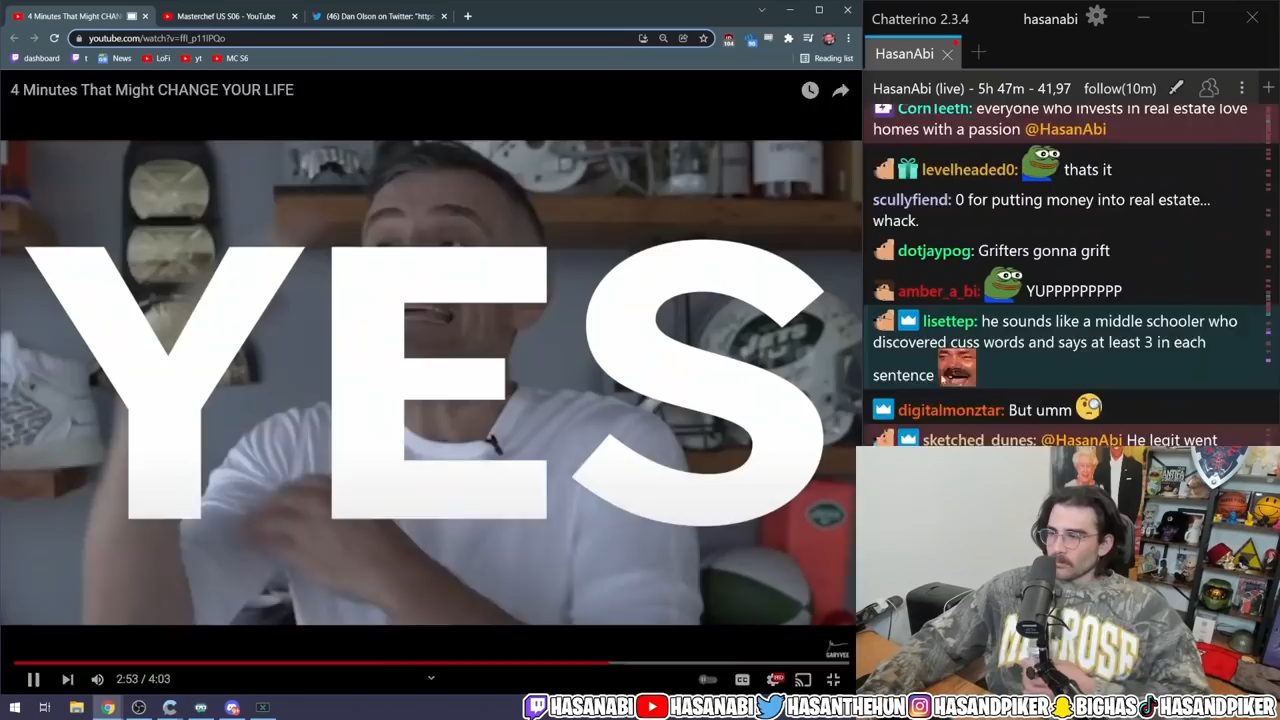 4 Minutes That Might CHAN
Masterchef US S06 - YouTube
(46) Dan Olson on Twitter: "http
youtube.com/watch?v=ffl_p11lPQo
104
90
dashboard
t
News
LoFi
yt
MC S6
Reading list
4 Minutes That Might CHANGE YOUR LIFE
YES
JETS
GARYVEE
2:53 / 4:03
Chatterino 2.3.4
hasanabi
HasanAbi
HasanAbi (live) - 5h 47m - 41,97
follow(10m)
CornTeeth: everyone who invests in real estate love
homes with a passion @HasanAbi
levelheaded0: thats it
scullyfiend: 0 for putting money into real estate...
whack.
dotjaypog: Grifters gonna grift
amber_a_bi: YUPPPPPPPPP
lisettep: he sounds like a middle schooler who
discovered cuss words and says at least 3 in each
sentence
digitalmonztar: But umm
sketched_dunes: @HasanAbi He legit went
ANTIFA
HASANABI
HASANABI
HASANTHEHUN
HASANDPIKER
BIGHAS
HASANDPIKER